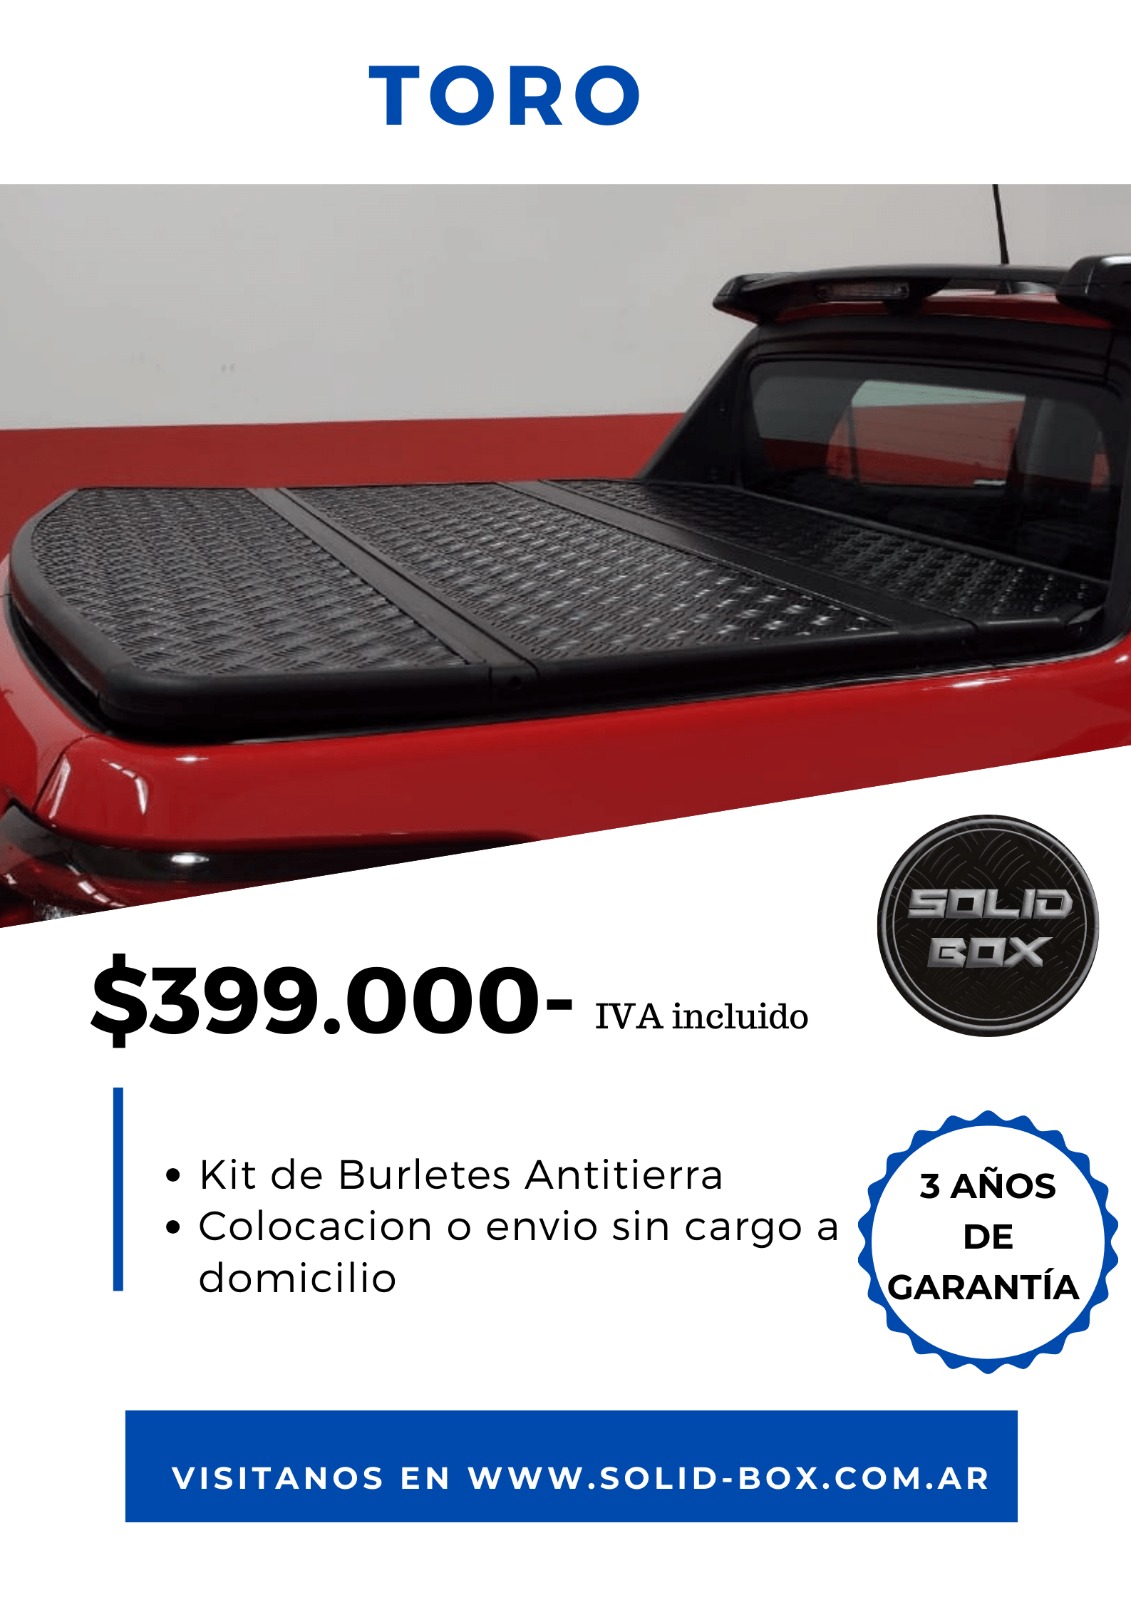 TORO
SOLID
BOX
$399.000- IVA incluido
• Kit de Burletes Antitierra
• Colocacion o envio sin cargo a
domicilio
3 AÑOS
DE
GARANTÍA
VISITANOS EN WWW.SOLID-BOX.COM.AR